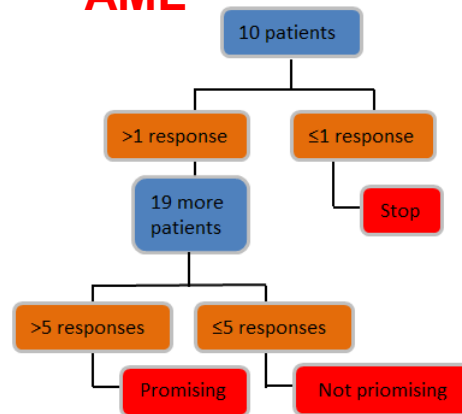 AML
10 patients
>1 response
≤1 response
19 more
patients
Stop
>5 responses
≤5 responses
Promising
Not priomising